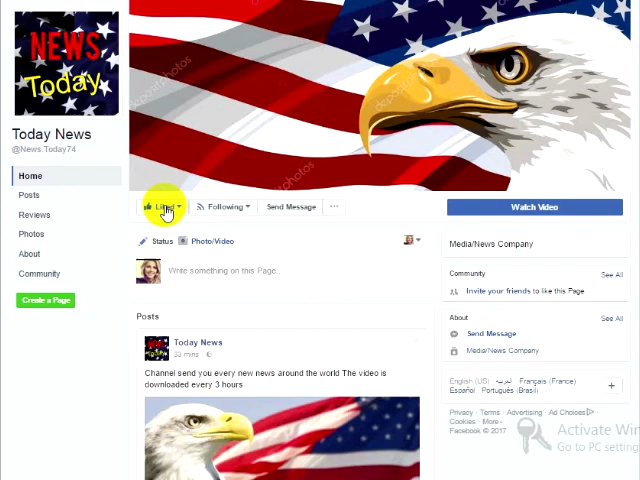 NEWS
Today
depositphotos
depositphotos
depositphotos
Today News
@News.Today74
Home
Posts
Reviews
Photos
About
Community
Create a Page
Liked
Following
Send Message
...
Watch Video
Status
Photo/Video
Write something on this Page..
Posts
Today News
33 mins
Channel send you every new news around the world The video is
downloaded every 3 hours
Media/News Company
Community
See All
Invite your friends to like this Page
About
See All
Send Message
Media/News Company
English (US) · العربية · Français (France) ·
Español · Português (Brasil)
+
Privacy · Terms · Advertising · Ad Choices
Cookies · More
Facebook © 2017
Activate Win
Go to PC setting